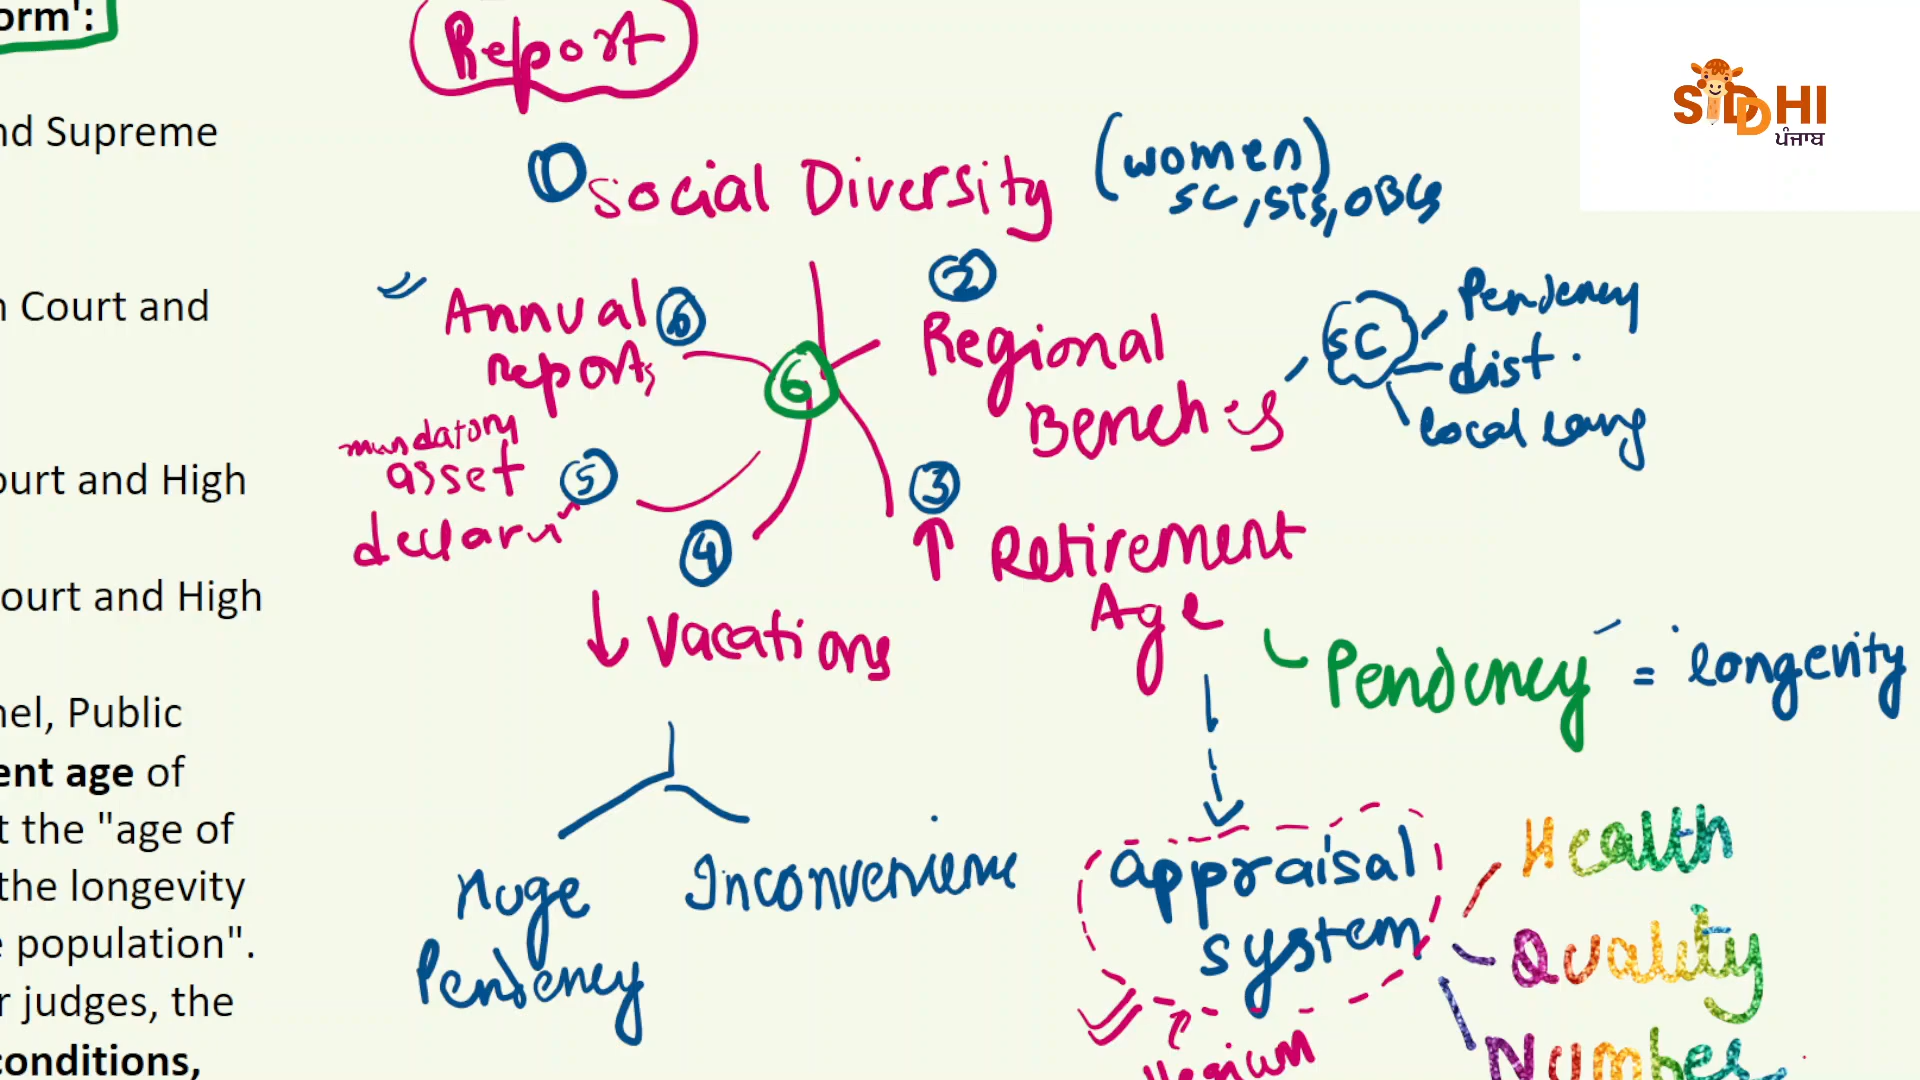 orm':
nd Supreme
n Court and
ourt and High
ourt and High
nel, Public
ent age of
t the "age of
the longevity
e population".
r judges, the
conditions,
Report
① Social Diversity (women)
SC, STs, OBCs
② Regional
Benches
SC
Pendency
dist.
local lang
③ ↑ Retirement
Age
Pendency = longevity
appraisal
system
Health
Quality
Number
④ ↓ Vacations
Huge
Pendency
⑤ mandatory
asset
⑥ Annual
reports
6
SIDDHI
ਪੰਜਾਬ